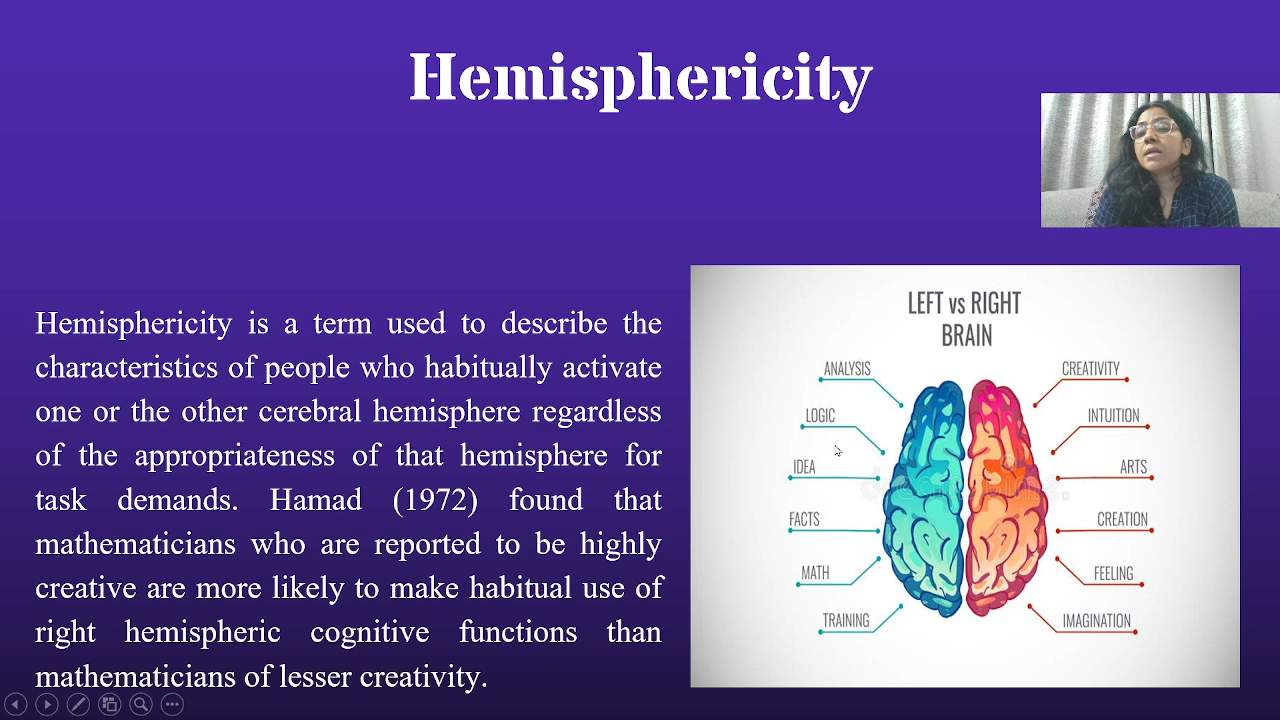 Hemisphericity
Hemisphericity is a term used to describe the
characteristics of people who habitually activate
one or the other cerebral hemisphere regardless
of the appropriateness of that hemisphere for
task demands. Hamad (1972) found that
mathematicians who are reported to be highly
creative are more likely to make habitual use of
right hemispheric cognitive functions than
mathematicians of lesser creativity.
LEFT vs RIGHT
BRAIN
ANALYSIS
LOGIC
IDEA
FACTS
MATH
TRAINING
CREATIVITY
INTUITION
ARTS
CREATION
FEELING
IMAGINATION